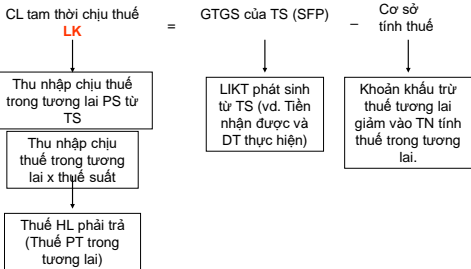 CL tam thời chịu thuế
LK
=
GTGS của TS (SFP)
–
Cơ sở
tính thuế
Thu nhập chịu thuế
trong tương lai PS từ
TS
LIKT phát sinh
từ TS (vd. Tiền
nhận được và
DT thực hiện)
Khoản khấu trừ
thuế tương lai
giảm vào TN tính
thuế trong tương
lai.
Thu nhập chịu
thuế trong tương
lai x thuế suất
Thuế HL phải trả
(Thuế PT trong
tương lai)